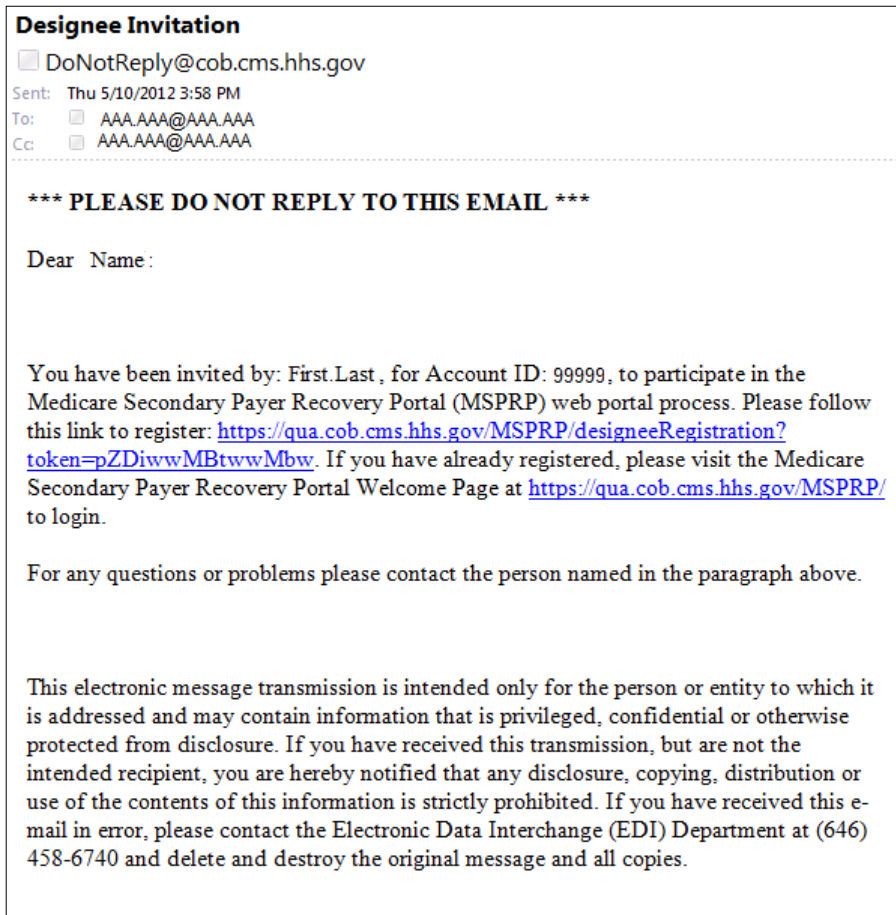 Designee Invitation
DoNotReply@cob.cms.hhs.gov
Sent: Thu 5/10/2012 3:58 PM
To: AAA.AAA@AAA.AAA
Cc: AAA.AAA@AAA.AAA
*** PLEASE DO NOT REPLY TO THIS EMAIL ***
Dear Name:
You have been invited by: First.Last, for Account ID: 99999, to participate in the
Medicare Secondary Payer Recovery Portal (MSPRP) web portal process. Please follow
this link to register: https://qua.cob.cms.hhs.gov/MSPRP/designeeRegistration?
token=pZDiwwMBtwwMbw. If you have already registered, please visit the Medicare
Secondary Payer Recovery Portal Welcome Page at https://qua.cob.cms.hhs.gov/MSPRP/
to login.
For any questions or problems please contact the person named in the paragraph above.
This electronic message transmission is intended only for the person or entity to which it
is addressed and may contain information that is privileged, confidential or otherwise
protected from disclosure. If you have received this transmission, but are not the
intended recipient, you are hereby notified that any disclosure, copying, distribution or
use of the contents of this information is strictly prohibited. If you have received this e-
mail in error, please contact the Electronic Data Interchange (EDI) Department at (646)
458-6740 and delete and destroy the original message and all copies.